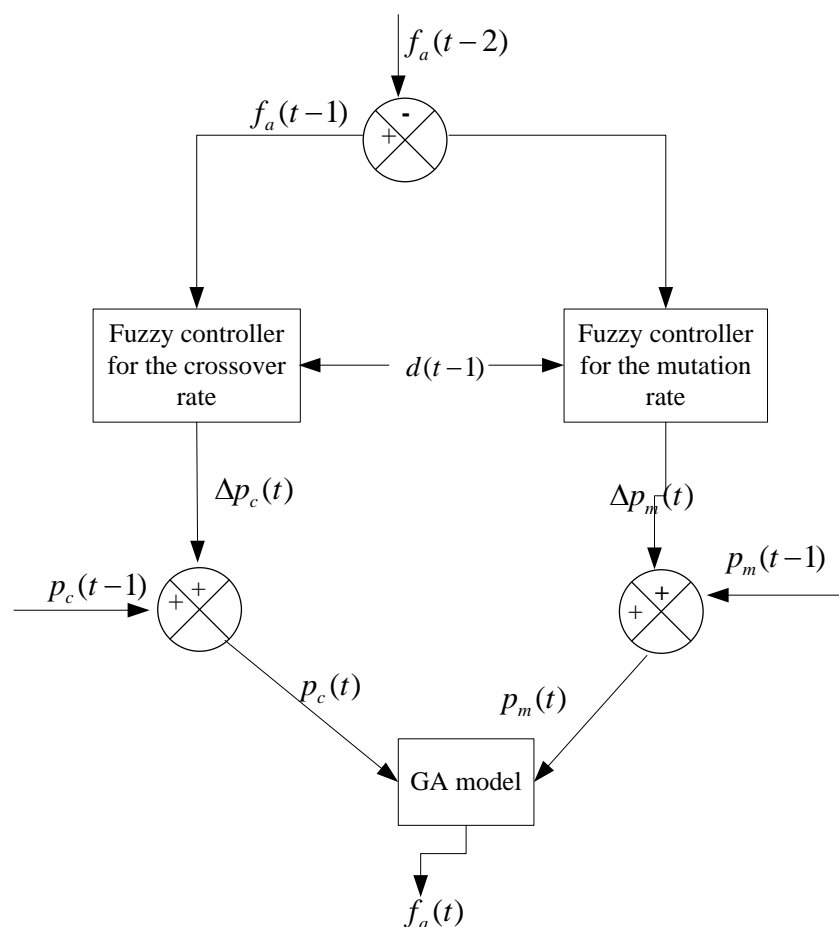 f_a(t−2)
f_a(t−1)
-
+
Fuzzy controller
for the crossover
rate
d(t−1)
Fuzzy controller
for the mutation
rate
Δp_c(t)
Δp_m(t)
p_c(t−1)
+ +
+
+
p_m(t−1)
p_c(t)
p_m(t)
GA model
f_a(t)